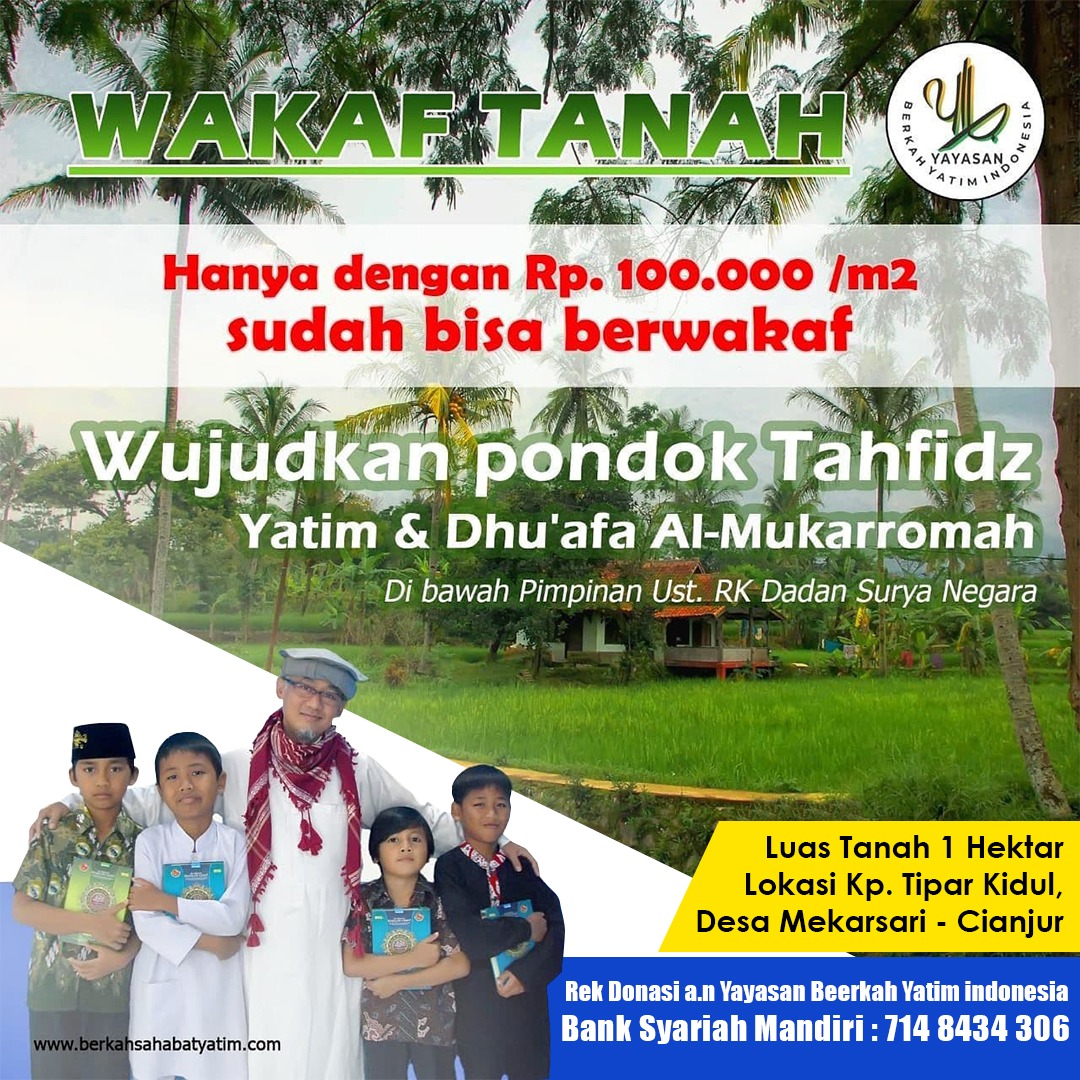 WAKAF TANAH
YAYASAN
BERKAH YATIM INDONESIA
Hanya dengan Rp. 100.000 /m2
sudah bisa berwakaf
Wujudkan pondok Tahfidz
Yatim & Dhu'afa Al-Mukarromah
Di bawah Pimpinan Ust. RK Dadan Surya Negara
Luas Tanah 1 Hektar
Lokasi Kp. Tipar Kidul,
Desa Mekarsari - Cianjur
Rek Donasi a.n Yayasan Beerkah Yatim indonesia
Bank Syariah Mandiri : 714 8434 306
www.berkahsahabatyatim.com